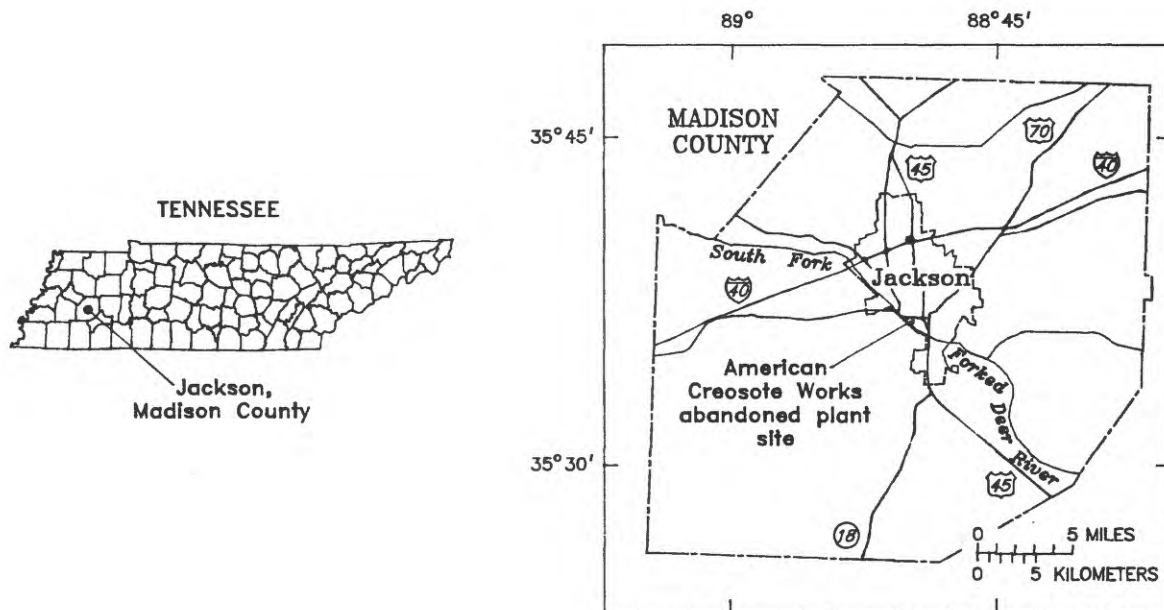 TENNESSEE
Jackson,
Madison County
89°
88°45'
35°45'
35°30'
MADISON
COUNTY
70
45
40
South Fork
Jackson
40
American
Creosote Works
abandoned plant
site
Forked Deer River
45
18
0 5 MILES
0 5 KILOMETERS